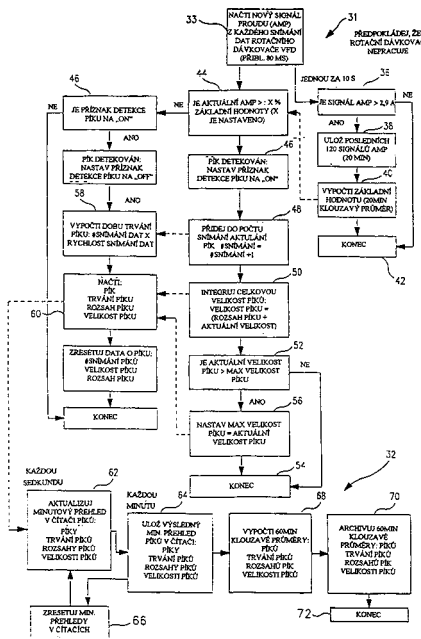 33
NAČTI NOVÝ SIGNÁL
PROUDU (AMP)
Z KAŽDÉHO SNÍMÁNÍ
DAT ROTAČNÍHO
DÁVKOVAČE VFD
(PŘIBL. 80 MS)
31
PŘEDPOKLÁDEJ, ŽE
ROTAČNÍ DÁVKOVAČ
NEPRACUJE
JEDNOU ZA 10 S
46
JE PŘÍZNAK DETEKCE
PÍKU NA „ON"
NE
ANO
44
JE AKTUÁLNÍ AMP > : X %
ZÁKLADNÍ HODNOTY (X
JE NASTAVENO)
NE
JE SIGNÁL AMP > 2,9 A
NE
ANO
38
ULOŽ POSLEDNÍCH
120 SIGNÁLŮ AMP
(20 MIN)
40
VYPOČTI ZÁKLADNÍ
HODNOTU (20MIN
KLOUZAVÝ PRŮMĚR)
KONEC
42
PÍK DETEKOVÁN:
NASTAV PŘÍZNAK
DETEKCE PÍKU NA „OFF"
ANO
46
PÍK DETEKOVÁN:
NASTAV PŘÍZNAK
DETEKCE PÍKU NA „ON"
58
VYPOČTI DOBU TRVÁNÍ
PÍKU: #SNÍMÁNÍ DAT X
RYCHLOST SNÍMÁNÍ DAT
48
PŘIDEJ DO POČTU
SNÍMÁNÍ AKTUÁLNÍ
PÍK #SNÍMÁNÍ =
#SNÍMÁNÍ +1
60
NAČTI:
PÍK
TRVÁNÍ PÍKU
ROZSAH PÍKU
VELIKOST PÍKU
50
INTEGRUJ CELKOVOU
VELIKOST PÍKŮ:
VELIKOST PÍKU =
(ROZSAH PÍKU +
AKTUÁLNÍ VELIKOST)
ZRESETUJ DATA O PÍKU:
#SNÍMÁNÍ PÍKŮ
VELIKOST PÍKU
ROZSAH PÍKU
KONEC
52
JE AKTUÁLNÍ VELIKOST
PÍKU > MAX VELIKOST
PÍKU
NE
ANO
56
NASTAV MAX VELIKOST
PÍKU = AKTUÁLNÍ
VELIKOST PÍKU
KONEC
54
32
KAŽDOU
SEDKUNDU
62
AKTUALIZUJ
MINUTOVÝ PŘEHLED
V ČÍTAČI PÍKŮ:
PÍKY
TRVÁNÍ PÍKŮ
ROZSAHY PÍKŮ
VELIKOSTI PÍKŮ
KAŽDOU
MINUTU
64
ULOŽ VÝSLEDNÝ
MIN. PŘEHLED
PÍKŮ V ČÍTAČI:
PÍKY
TRVÁNÍ PÍKŮ
ROZSAHY PÍKŮ
VELIKOSTI PÍKŮ
68
VYPOČTI 60MIN
KLOUZAVÉ
PRŮMĚRY: PÍKŮ
TRVÁNÍ PÍKŮ
ROZSAHŮ PÍK
VELIKOSTÍ PÍKŮ
70
ARCHIVUJ 60MIN
KLOUZAVÉ
PRŮMĚRY: PÍKŮ
TRVÁNÍ PÍKŮ
ROZSAHŮ PÍK
VELIKOSTÍ PÍKŮ
ZRESETUJ MIN.
PŘEHLEDY
V ČÍTAČÍCH
66
72
KONEC